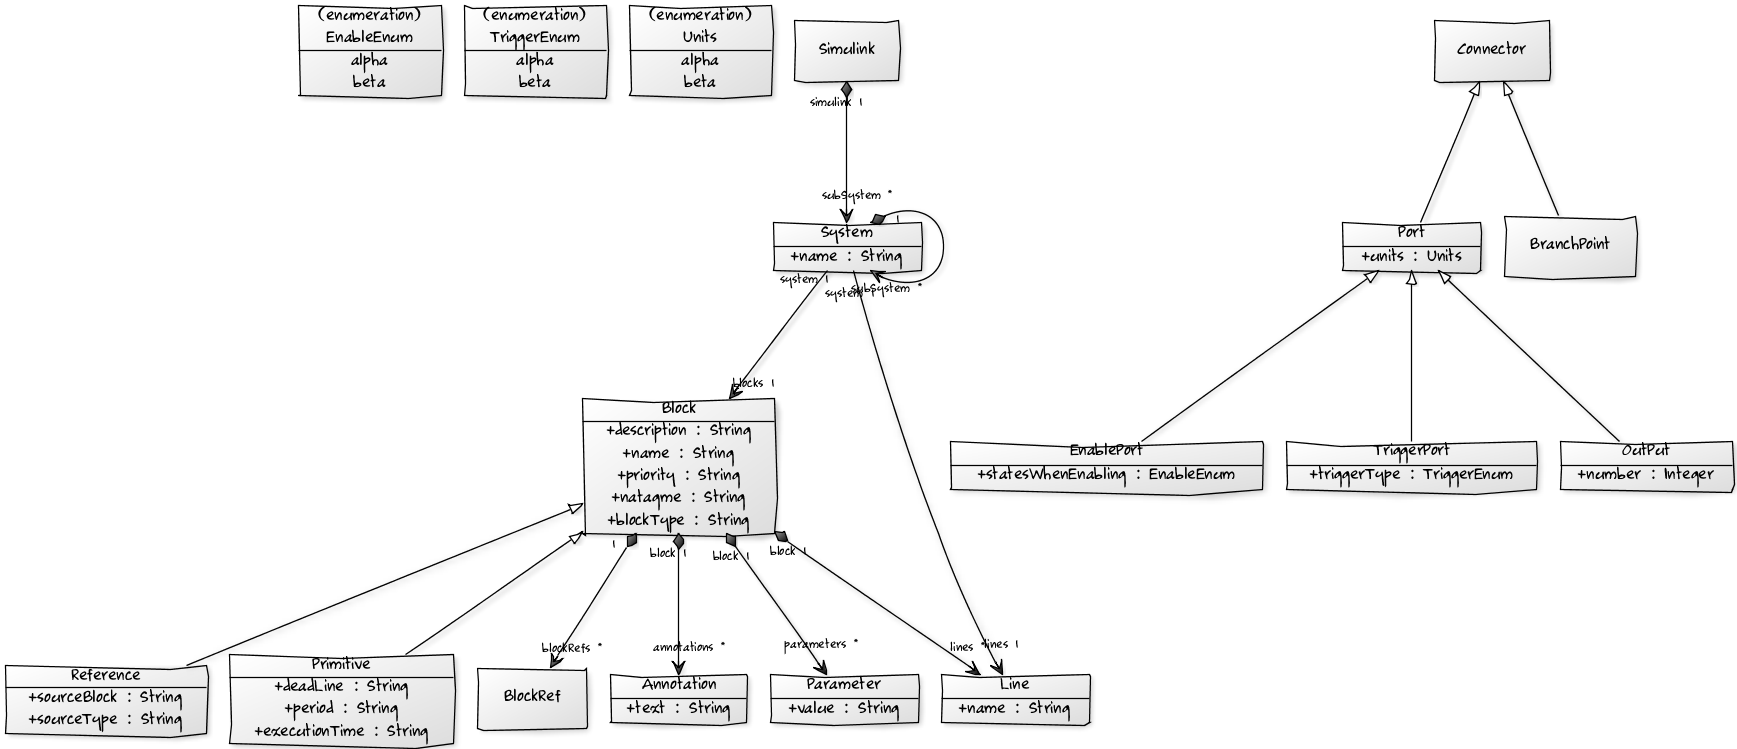 (enumeration)
EnableEnum
alpha
beta
(enumeration)
TriggerEnum
alpha
beta
(enumeration)
Units
alpha
beta
Simulink
simulink 1
subSystem *
System
+name : String
1
subSystem *
system 1
system
blocks 1
Connector
Port
+units : Units
BranchPoint
EnablePort
+statesWhenEnabling : EnableEnum
TriggerPort
+triggerType : TriggerEnum
OutPut
+number : Integer
Block
+description : String
+name : String
+priority : String
+natagme : String
+blockType : String
1
block 1
block 1
block 1
blockRefs *
annotations *
parameters *
lines *
lines 1
Reference
+sourceBlock : String
+sourceType : String
Primitive
+deadLine : String
+period : String
+executionTime : String
BlockRef
Annotation
+text : String
Parameter
+value : String
Line
+name : String